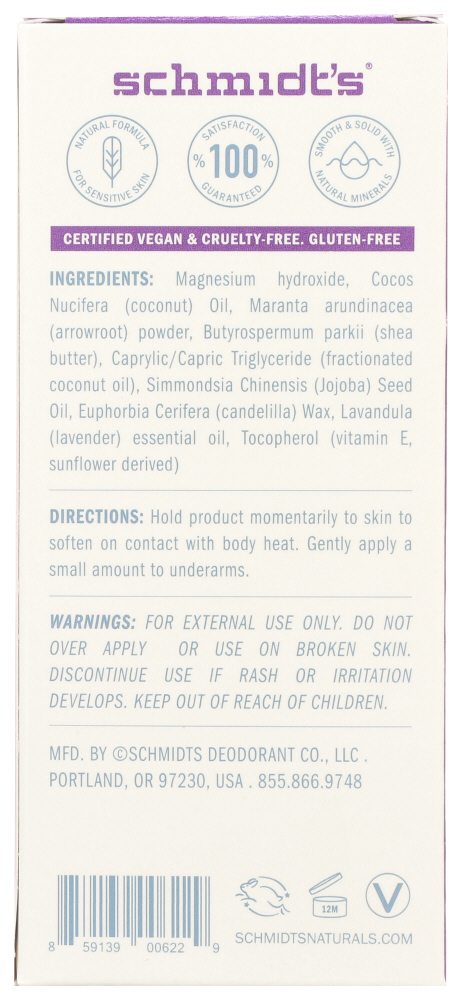 schmidt's®
NATURAL FORMULA
FOR SENSITIVE SKIN
SATISFACTION
% 100 %
GUARANTEED
SMOOTH & SOLID WITH
NATURAL MINERALS
CERTIFIED VEGAN & CRUELTY-FREE. GLUTEN-FREE
INGREDIENTS: Magnesium hydroxide, Cocos
Nucifera (coconut) Oil, Maranta arundinacea
(arrowroot) powder, Butyrospermum parkii (shea
butter), Caprylic/Capric Triglyceride (fractionated
coconut oil), Simmondsia Chinensis (Jojoba) Seed
Oil, Euphorbia Cerifera (candelilla) Wax, Lavandula
(lavender) essential oil, Tocopherol (vitamin E,
sunflower derived)
DIRECTIONS: Hold product momentarily to skin to
soften on contact with body heat. Gently apply a
small amount to underarms.
WARNINGS: FOR EXTERNAL USE ONLY. DO NOT
OVER APPLY OR USE ON BROKEN SKIN.
DISCONTINUE USE IF RASH OR IRRITATION
DEVELOPS. KEEP OUT OF REACH OF CHILDREN.
MFD. BY ©SCHMIDTS DEODORANT CO., LLC .
PORTLAND, OR 97230, USA . 855.866.9748
12M
V
8 59139 00622 9
SCHMIDTSNATURALS.COM